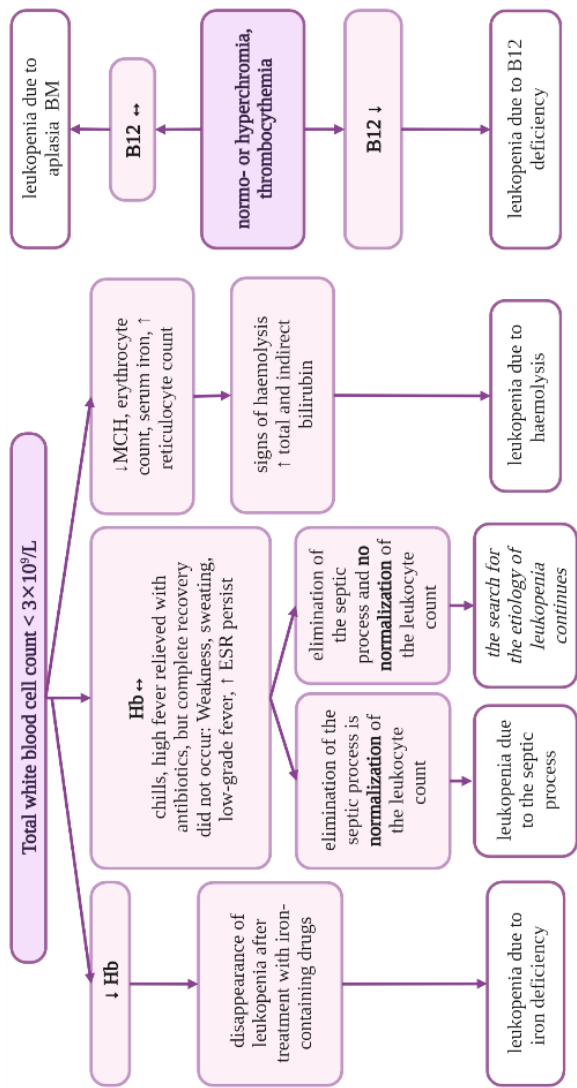 Total white blood cell count < 3×10⁹/L
↓ Hb
disappearance of
leukopenia after
treatment with iron-
containing drugs
leukopenia due to
iron deficiency
Hb↔
chills, high fever relieved with
antibiotics, but complete recovery
did not occur: Weakness, sweating,
low-grade fever, ↑ ESR persist
elimination of the
septic process is
normalization of
the leukocyte
count
leukopenia due
to the septic
process
elimination of
the septic
process and no
normalization of
the leukocyte
count
the search for
the etiology of
leukopenia
continues
↓MCH, erythrocyte
count, serum iron, ↑
reticulocyte count
signs of haemolysis
↑ total and indirect
bilirubin
leukopenia due to
haemolysis
leukopenia due to
aplasia BM
B12 ↔
normo- or hyperchromia,
thrombocythemia
B12 ↓
leukopenia due to B12
deficiency